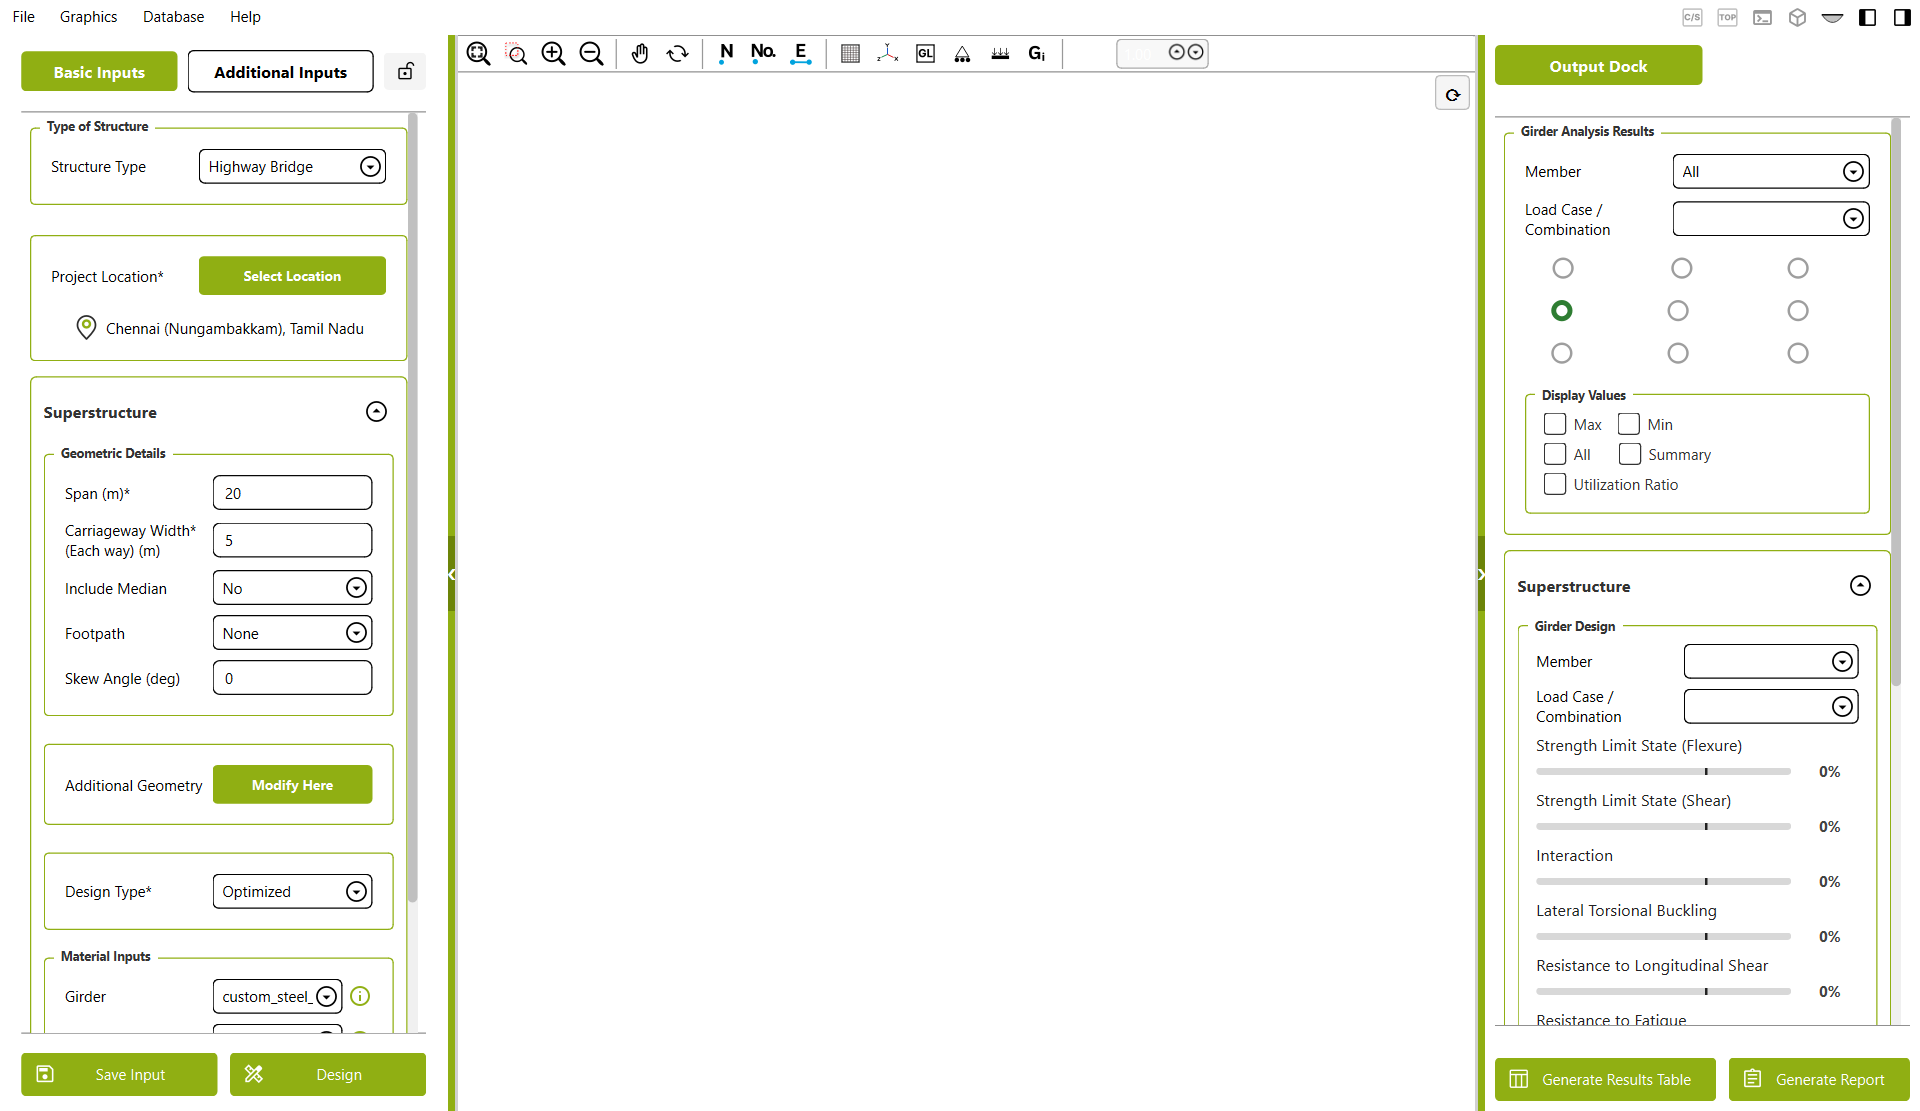 File Graphics Database Help
C/S TOP
Basic Inputs Additional Inputs
N No. E GL Gi
Output Dock
Type of Structure
Structure Type Highway Bridge
Project Location* Select Location
Chennai (Nungambakkam), Tamil Nadu
Superstructure
Geometric Details
Span (m)* 20
Carriageway Width*
(Each way) (m) 5
Include Median No
Footpath None
Skew Angle (deg) 0
Additional Geometry Modify Here
Design Type* Optimized
Material Inputs
Girder custom_steel_
Save Input Design
Girder Analysis Results
Member All
Load Case /
Combination
Display Values
Max Min
All Summary
Utilization Ratio
Superstructure
Girder Design
Member
Load Case /
Combination
Strength Limit State (Flexure)
0%
Strength Limit State (Shear)
0%
Interaction
0%
Lateral Torsional Buckling
0%
Resistance to Longitudinal Shear
0%
Resistance to Fatigue
Generate Results Table Generate Report